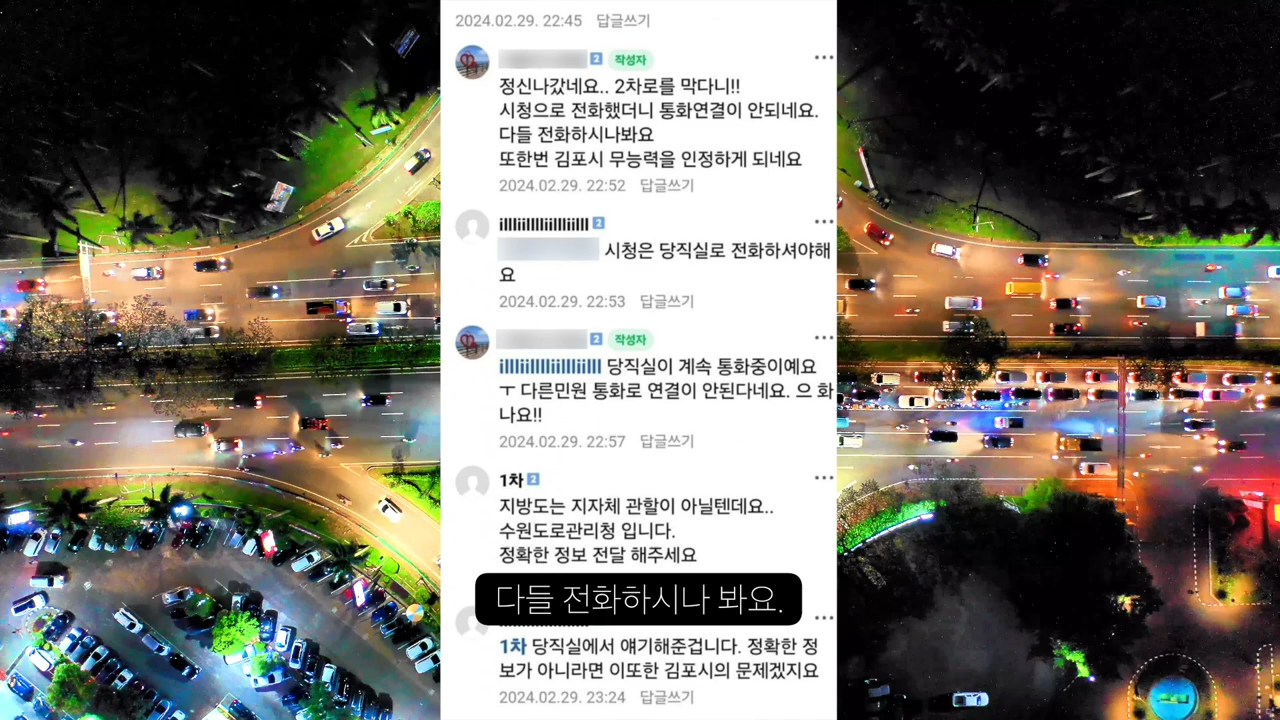 2024.02.29. 22:45 답글쓰기
2 작성자
정신나갔네요.. 2차로를 막다니!!
시청으로 전화했더니 통화연결이 안되네요.
다들 전화하시나봐요
또한번 김포시 무능력을 인정하게 되네요
2024.02.29. 22:52 답글쓰기
2
시청은 당직실로 전화하셔야해
요
2024.02.29. 22:53 답글쓰기
2 작성자
당직실이 계속 통화중이예요
ㅜ 다른민원 통화로 연결이 안된다네요. 으 화
나요!!
2024.02.29. 22:57 답글쓰기
1차 2
지방도는 지자체 관할이 아닐텐데요..
수원도로관리청 입니다.
정확한 정보 전달 해주세요
다들 전화하시나 봐요.
1차 당직실에서 얘기해준겁니다. 정확한 정
보가 아니라면 이또한 김포시의 문제겠지요
2024.02.29. 23:24 답글쓰기